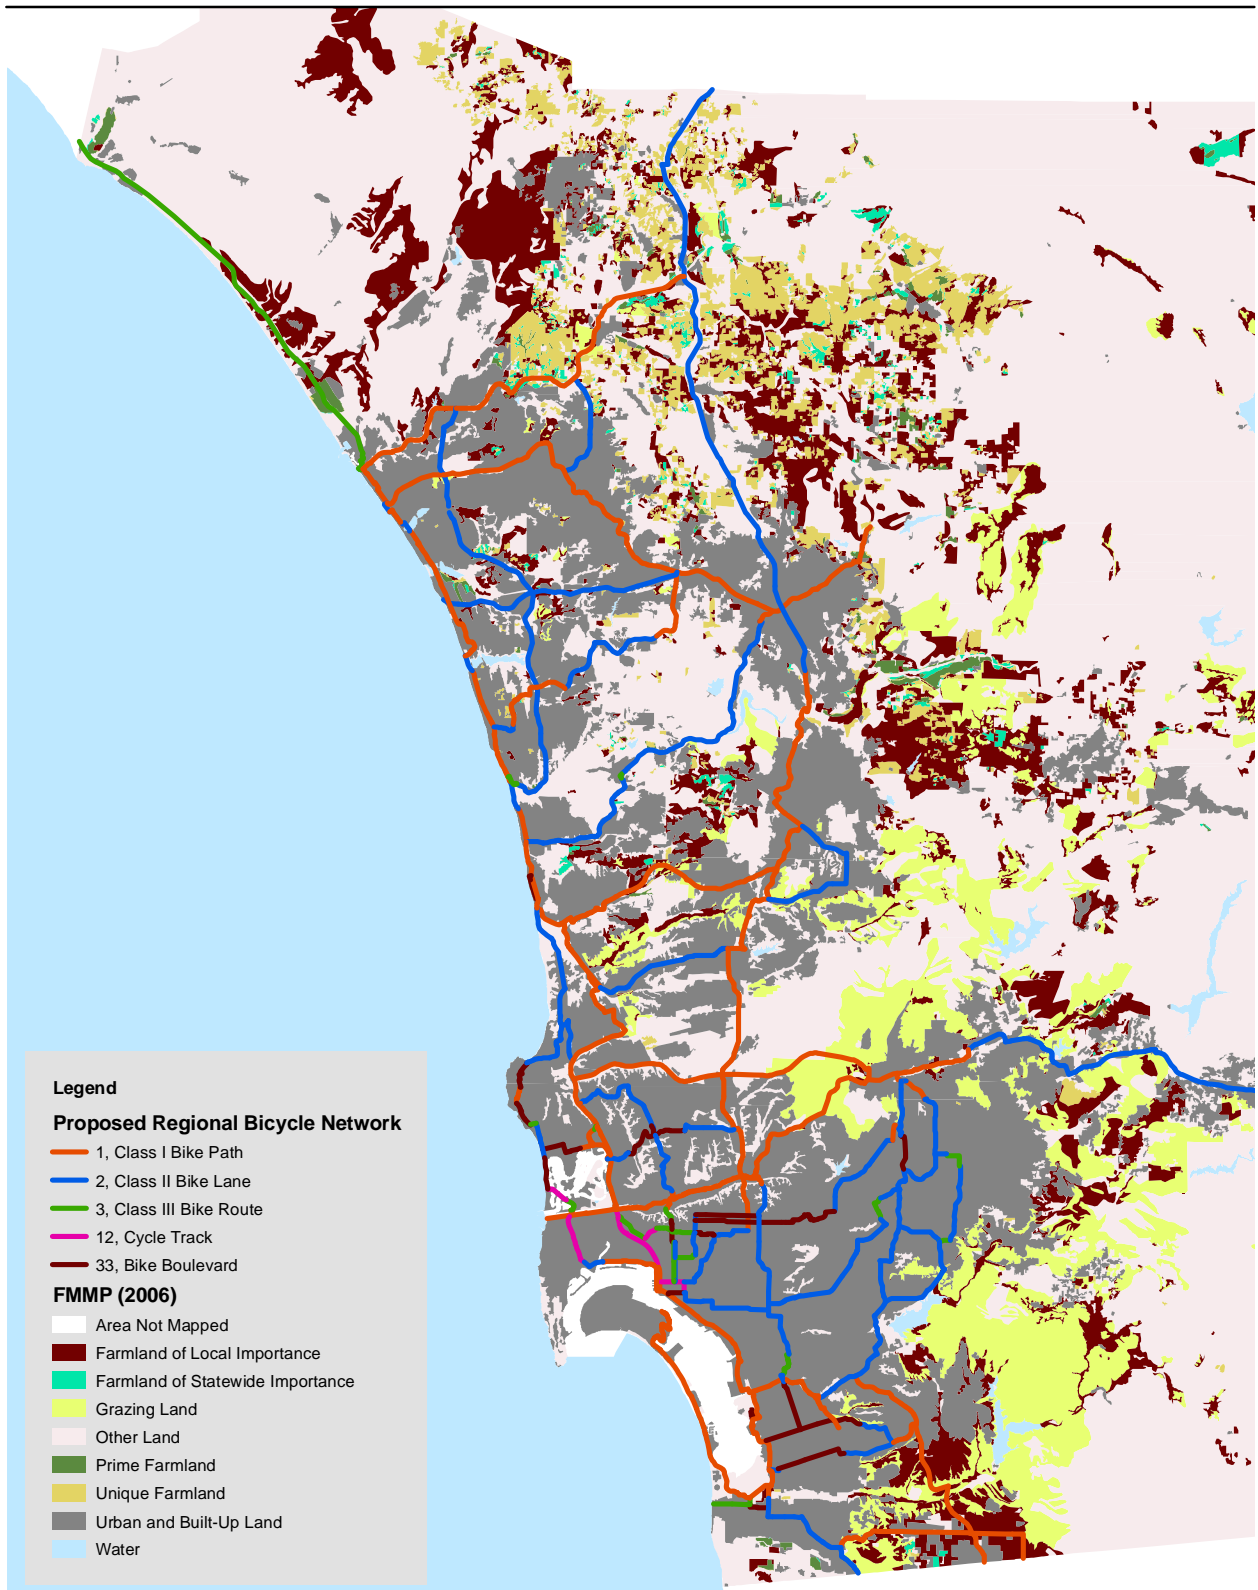 Legend
Proposed Regional Bicycle Network
1, Class I Bike Path
2, Class II Bike Lane
3, Class III Bike Route
12, Cycle Track
33, Bike Boulevard
FMMP (2006)
Area Not Mapped
Farmland of Local Importance
Farmland of Statewide Importance
Grazing Land
Other Land
Prime Farmland
Unique Farmland
Urban and Built-Up Land
Water